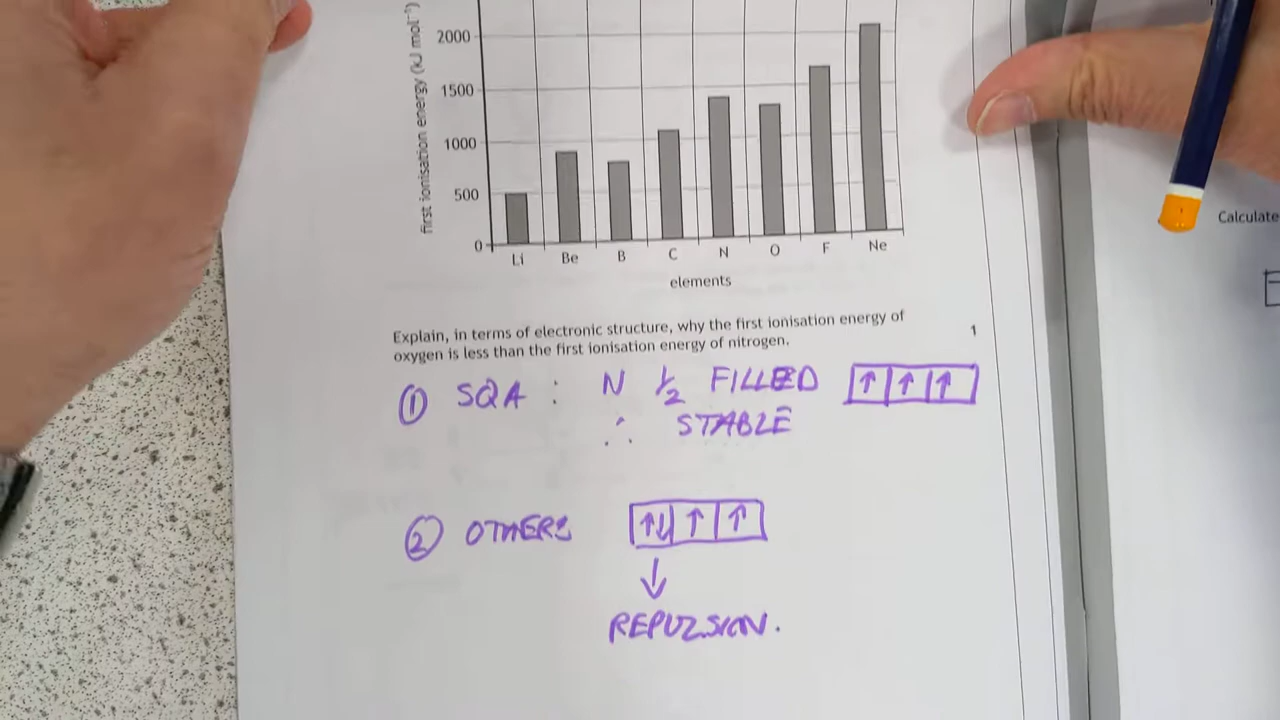 first ionisation energy (kJ mol⁻¹)
2000
1500
1000
500
0
Li Be B C N O F Ne
elements
Explain, in terms of electronic structure, why the first ionisation energy of
oxygen is less than the first ionisation energy of nitrogen.
1
① SQA : N ½ FILLED ↑ ↑ ↑
∴ STABLE
② OTHERS ↑↓ ↑ ↑
↓
REPULSION.
Calculate